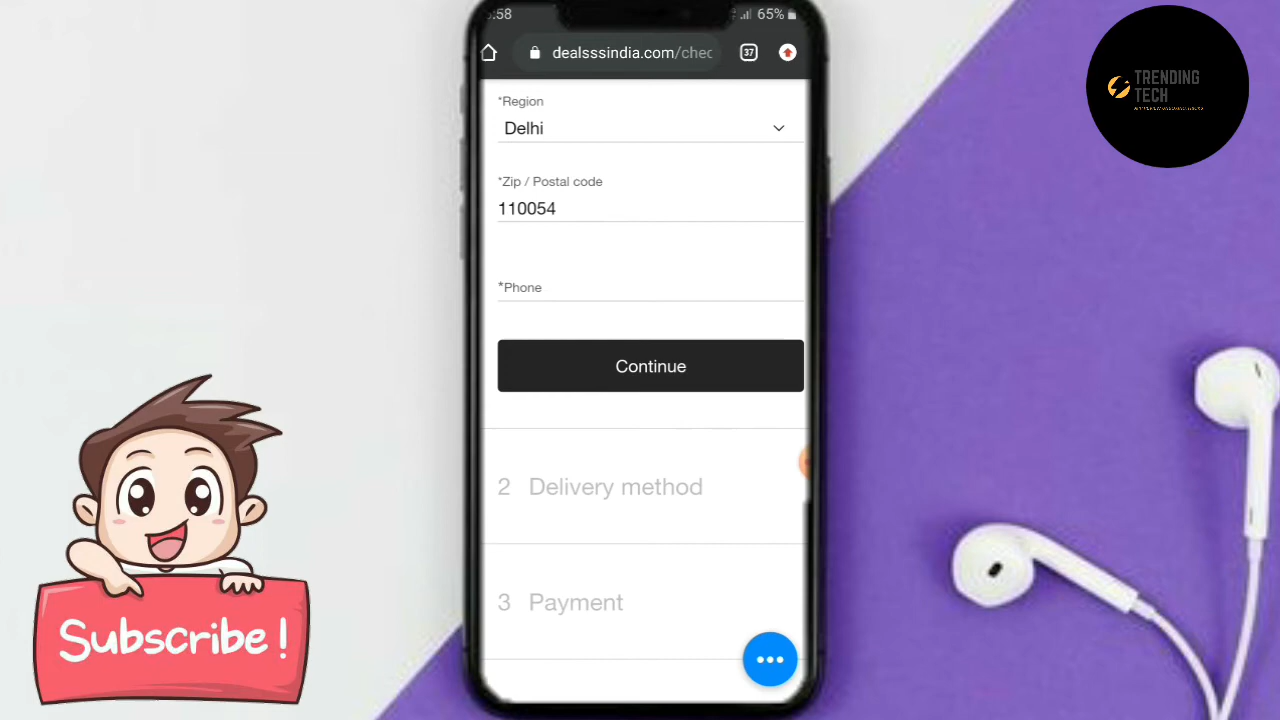 :58
65%
dealsssindia.com/chec
37
TRENDING
TECH
*Region
Delhi
*Zip / Postal code
110054
*Phone
Continue
2 Delivery method
3 Payment
Subscribe!